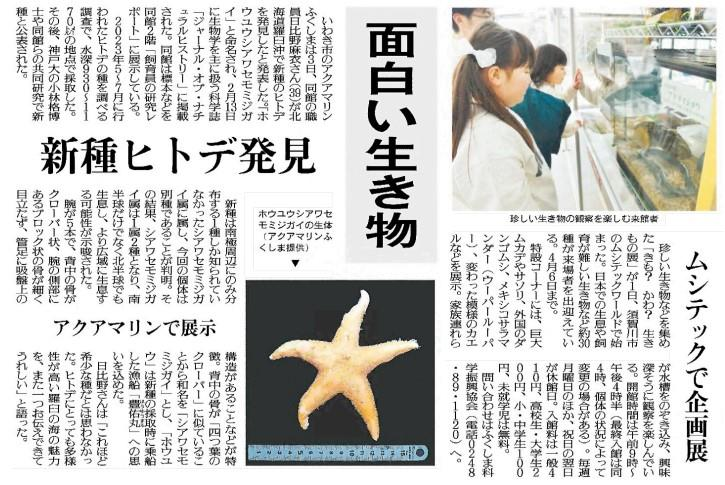 面白い生き物
新種ヒトデ発見
アクアマリンで展示
いわき市のアクアマリン
ふくしまは3日、同館の職
員日比野麻衣さん(39)が北
海道羅臼沖で新種のヒトデ
を発見したと発表した。「ホ
ウユウシアワセモミジガ
イ」と命名され、2月13日
に生物学を主に扱う科学誌
「ジャーナル・オブ・ナチ
ュラルヒストリー」に掲載
された。同館は標本などを
同館2階「飼育員の研究レ
ポート」に展示している。
2023年5~7月に行
われたヒトデの種を調べる
調査で、水深930~11
70㍍の地点で採取した。
その後、神戸大の小林格博
士や同館らの共同研究で新
種と公表された。
新種は南極周辺にのみ分
布する1種しか知られてい
なかったシアワセモミジガ
イ属に属し、今回の個体は
別種であることが判明。そ
の結果、シアワセモミジガ
イ属は1属2種となり、南
半球だけでなく北半球でも
生息し、より広域に生息す
る可能性が示唆された。
腕が5本で、背中の骨が
クローバー状、腕の側部に
あるブロック状の骨が細く
目立たず、管足に吸盤上の
構造があることなどが特
徴。背中の骨が「四つ葉の
クローバー」に似ているこ
とから和名を「シアワセモ
ミジガイ」とし、「ホウユ
ウ」は新種の採取時に乗船
した漁船「豊佑丸」への思
いを込めた。
日比野さんは「これほど
希少な種だとは思わなかっ
た。ヒトデにとっても多様
性が高い羅臼の海の魅力
を、また一つお伝えできて
うれしい」と語った。
ホウユウシアワセ
モミジガイの生体
(アクアマリンふ
くしま提供)
▼
珍しい生き物の観察を楽しむ来館者
ムシテックで企画展
珍しい生き物などを集め
た「きも？かわ？生き
もの展」が1日、須賀川市
のムシテックワールドで始
まった。日本での生息や飼
育が難しい生き物など約30
種が来場者を出迎えてい
る。4月6日まで。
特設コーナーには、巨大
ムカデやサソリ、外国のダ
ンゴムシ、メキシコサラマ
ンダー(ウーパールーパ
ー)、変わった模様のカエ
ルなどを展示。家族連れら
が水槽をのぞき込み、興味
深そうに観察を楽しんでい
る。開館時間は午前9時~
午後4時半(最終入館は同
4時、個体の状況によって
変更の場合がある)。毎週
月曜日のほか、祝日の翌日
が休館日。入館料は一般4
10円、高校生・大学生2
00円、小・中学生100
円、未就学児は無料。
問い合わせはふくしま科
学振興協会(電話0248
・89・1120)へ。